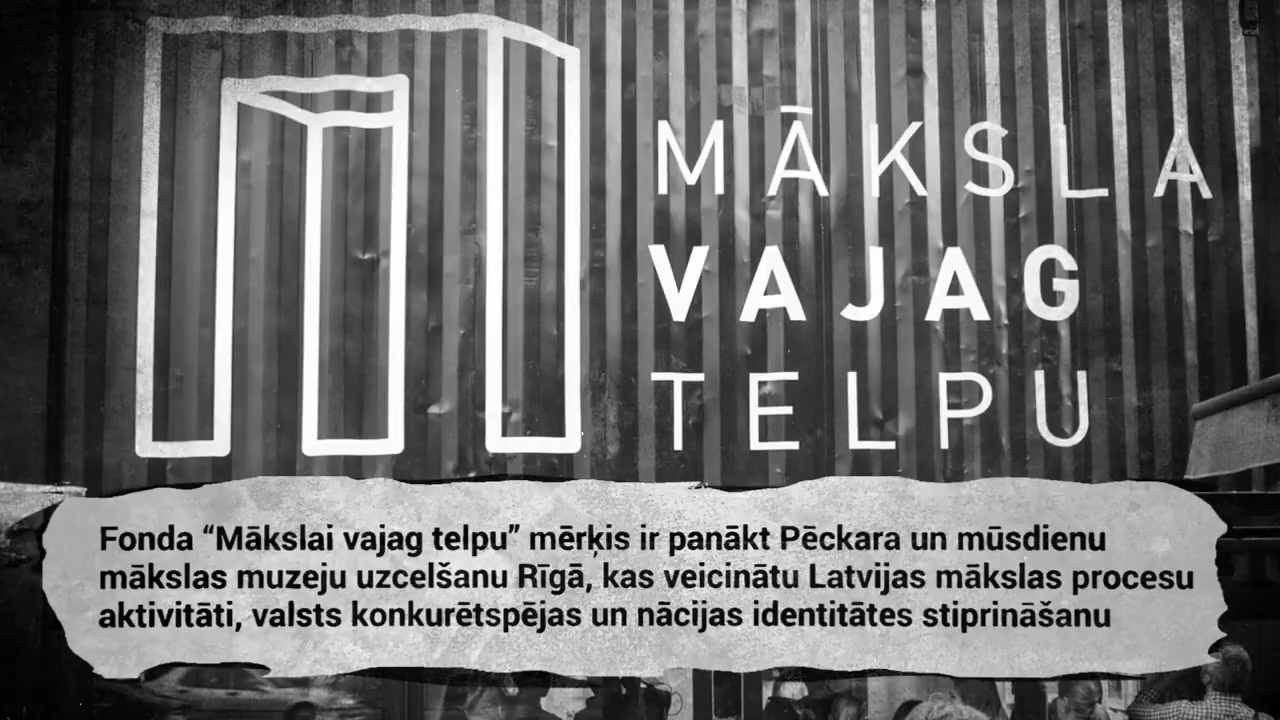 MĀKSLA
VAJAG
TELPU
Fonda “Mākslai vajag telpu” mērķis ir panākt Pēckara un mūsdienu
mākslas muzeju uzcelšanu Rīgā, kas veicinātu Latvijas mākslas procesu
aktivitāti, valsts konkurētspējas un nācijas identitātes stiprināšanu